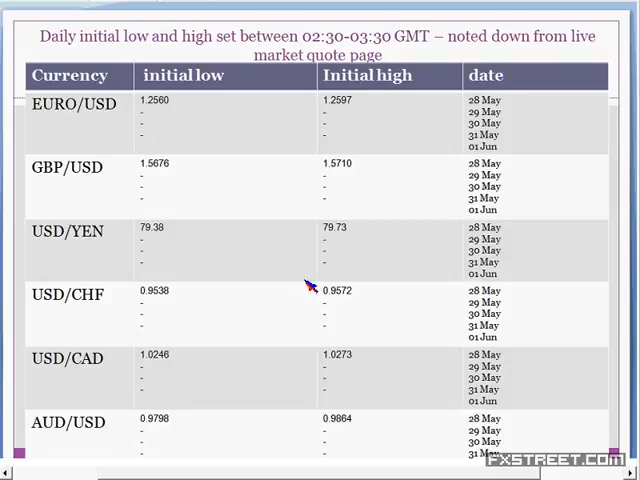 Daily initial low and high set between 02:30-03:30 GMT – noted down from live
market quote page
Currency initial low Initial high date
EURO/USD 1.2560 1.2597 28 May
- - 29 May
- - 30 May
- - 31 May
01 Jun
GBP/USD 1.5676 1.5710 28 May
- - 29 May
- - 30 May
- - 31 May
01 Jun
USD/YEN 79.38 79.73 28 May
- - 29 May
- - 30 May
- - 31 May
01 Jun
USD/CHF 0.9538 0.9572 28 May
- - 29 May
- - 30 May
- - 31 May
01 Jun
USD/CAD 1.0246 1.0273 28 May
- - 29 May
- - 30 May
- - 31 May
01 Jun
AUD/USD 0.9798 0.9864 28 May
- - 29 May
- - 30 May
- - 31 May
FXSTREET.COM